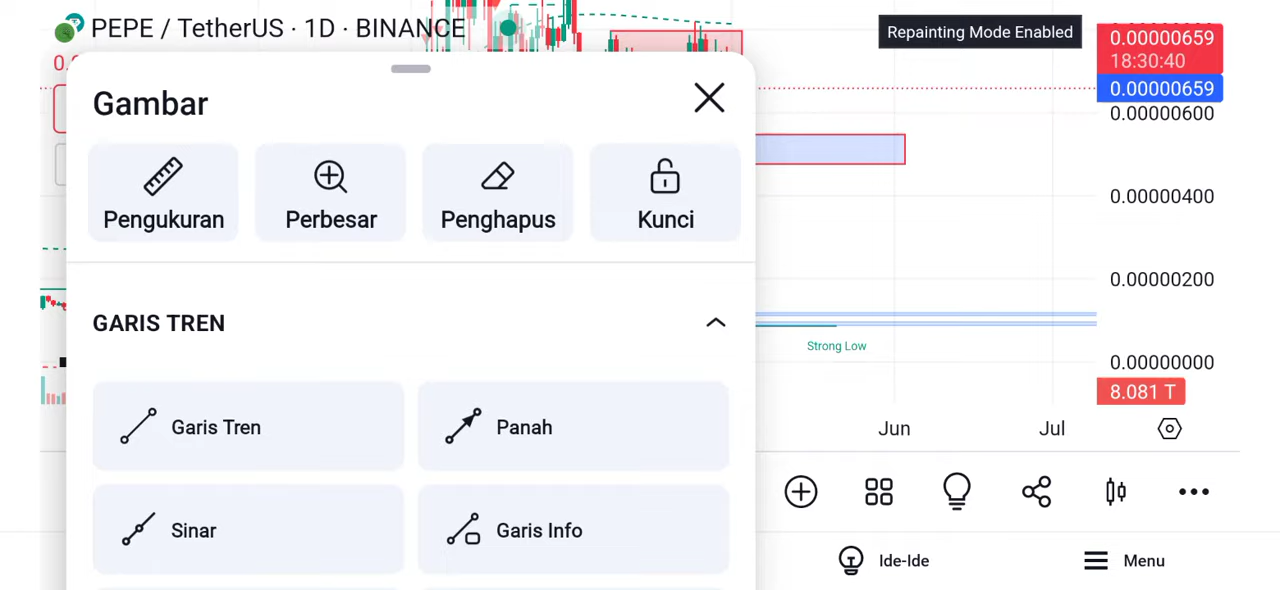 PEPE / TetherUS · 1D · BINANCE
Repainting Mode Enabled
0.00000659
18:30:40
0.00000659
0.00000600
0.00000400
0.00000200
0.00000000
8.081 T
Gambar
Pengukuran
Perbesar
Penghapus
Kunci
GARIS TREN
Garis Tren
Panah
Sinar
Garis Info
Strong Low
Jun
Jul
Ide-Ide
Menu